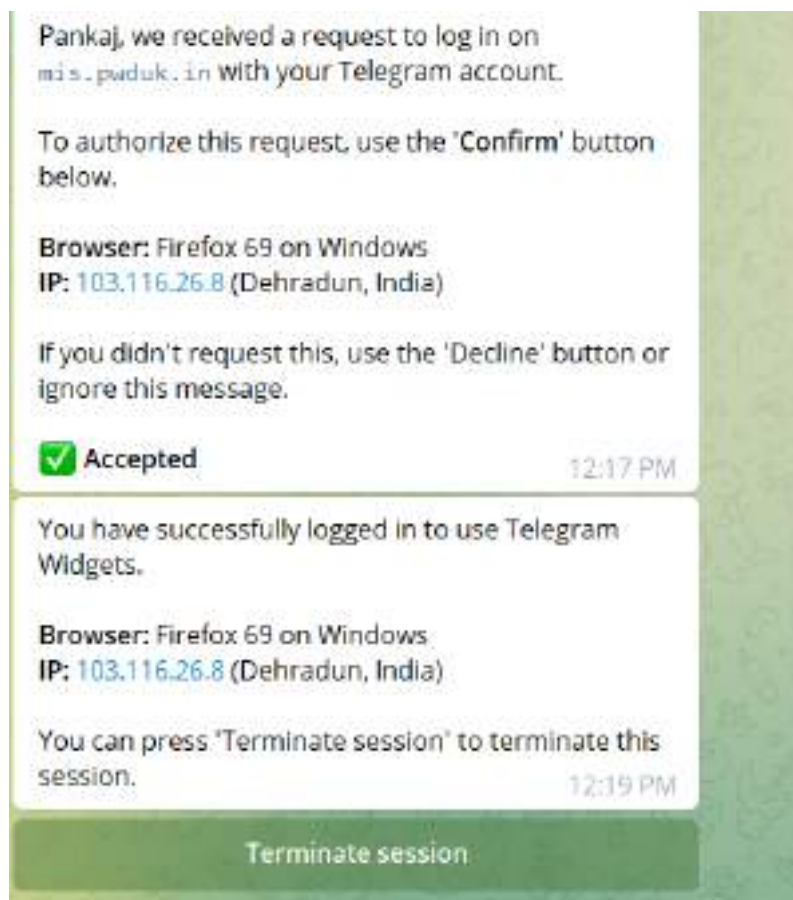 Pankaj, we received a request to log in on
mis.pwduk.in with your Telegram account.
To authorize this request, use the 'Confirm' button
below.
Browser: Firefox 69 on Windows
IP: 103.116.26.8 (Dehradun, India)
If you didn't request this, use the 'Decline' button or
ignore this message.
✅ Accepted 12:17 PM
You have successfully logged in to use Telegram
Widgets.
Browser: Firefox 69 on Windows
IP: 103.116.26.8 (Dehradun, India)
You can press 'Terminate session' to terminate this
session. 12:19 PM
Terminate session